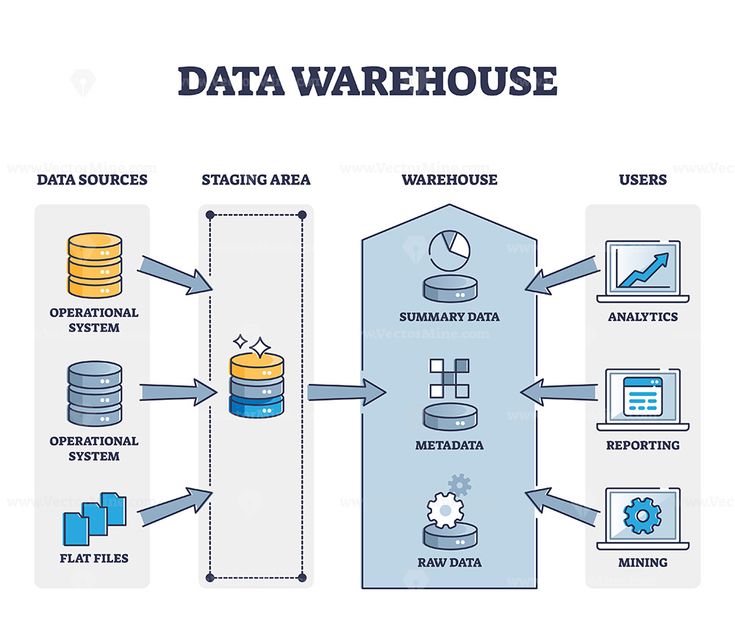 DATA WAREHOUSE
www.VectorMine.com
DATA SOURCES
STAGING AREA
WAREHOUSE
USERS
OPERATIONAL
SYSTEM
SUMMARY DATA
ANALYTICS
OPERATIONAL
SYSTEM
METADATA
REPORTING
FLAT FILES
RAW DATA
MINING